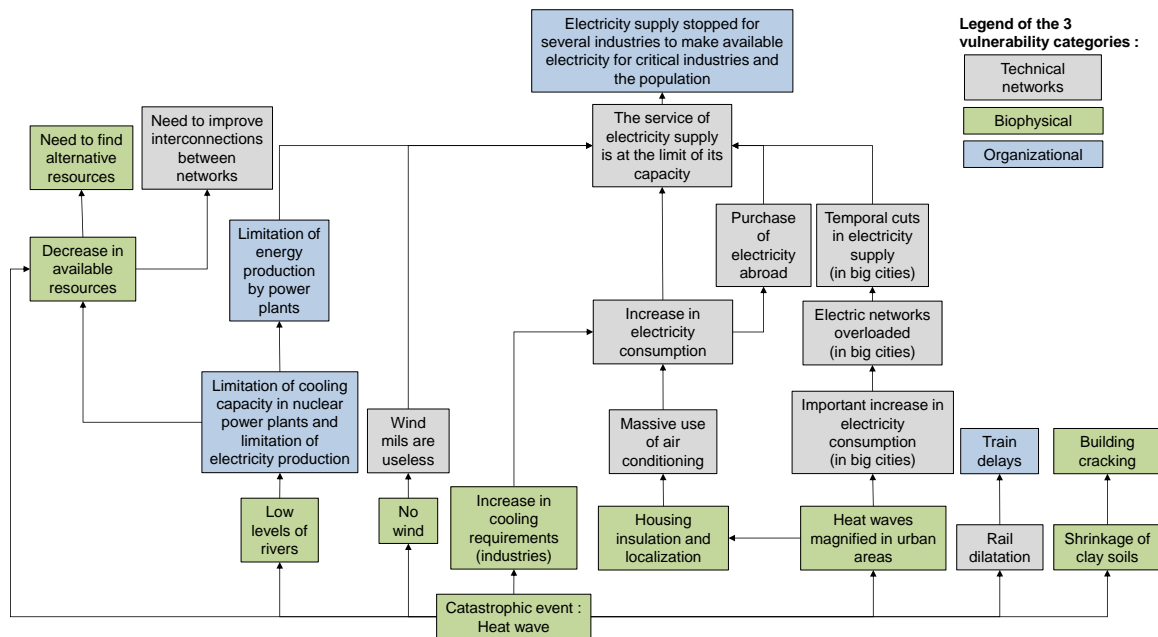 Electricity supply stopped for
several industries to make available
electricity for critical industries and
the population
Legend of the 3
vulnerability categories :
Technical
networks
Biophysical
Organizational
Need to find
alternative
resources
Need to improve
interconnections
between
networks
The service of
electricity supply
is at the limit of its
capacity
Decrease in
available
resources
Limitation of
energy
production
by power
plants
Purchase of
electricity
abroad
Temporal cuts
in electricity
supply
(in big cities)
Increase in
electricity
consumption
Electric networks
overloaded
(in big cities)
Limitation of cooling
capacity in nuclear
power plants and
limitation of
electricity production
Wind
mils are
useless
Massive use
of air
conditioning
Important increase in
electricity
consumption
(in big cities)
Train
delays
Building
cracking
Low
levels of
rivers
No
wind
Increase in
cooling
requirements
(industries)
Housing
insulation and
localization
Heat waves
magnified in urban
areas
Rail
dilatation
Shrinkage of
clay soils
Catastrophic event :
Heat wave